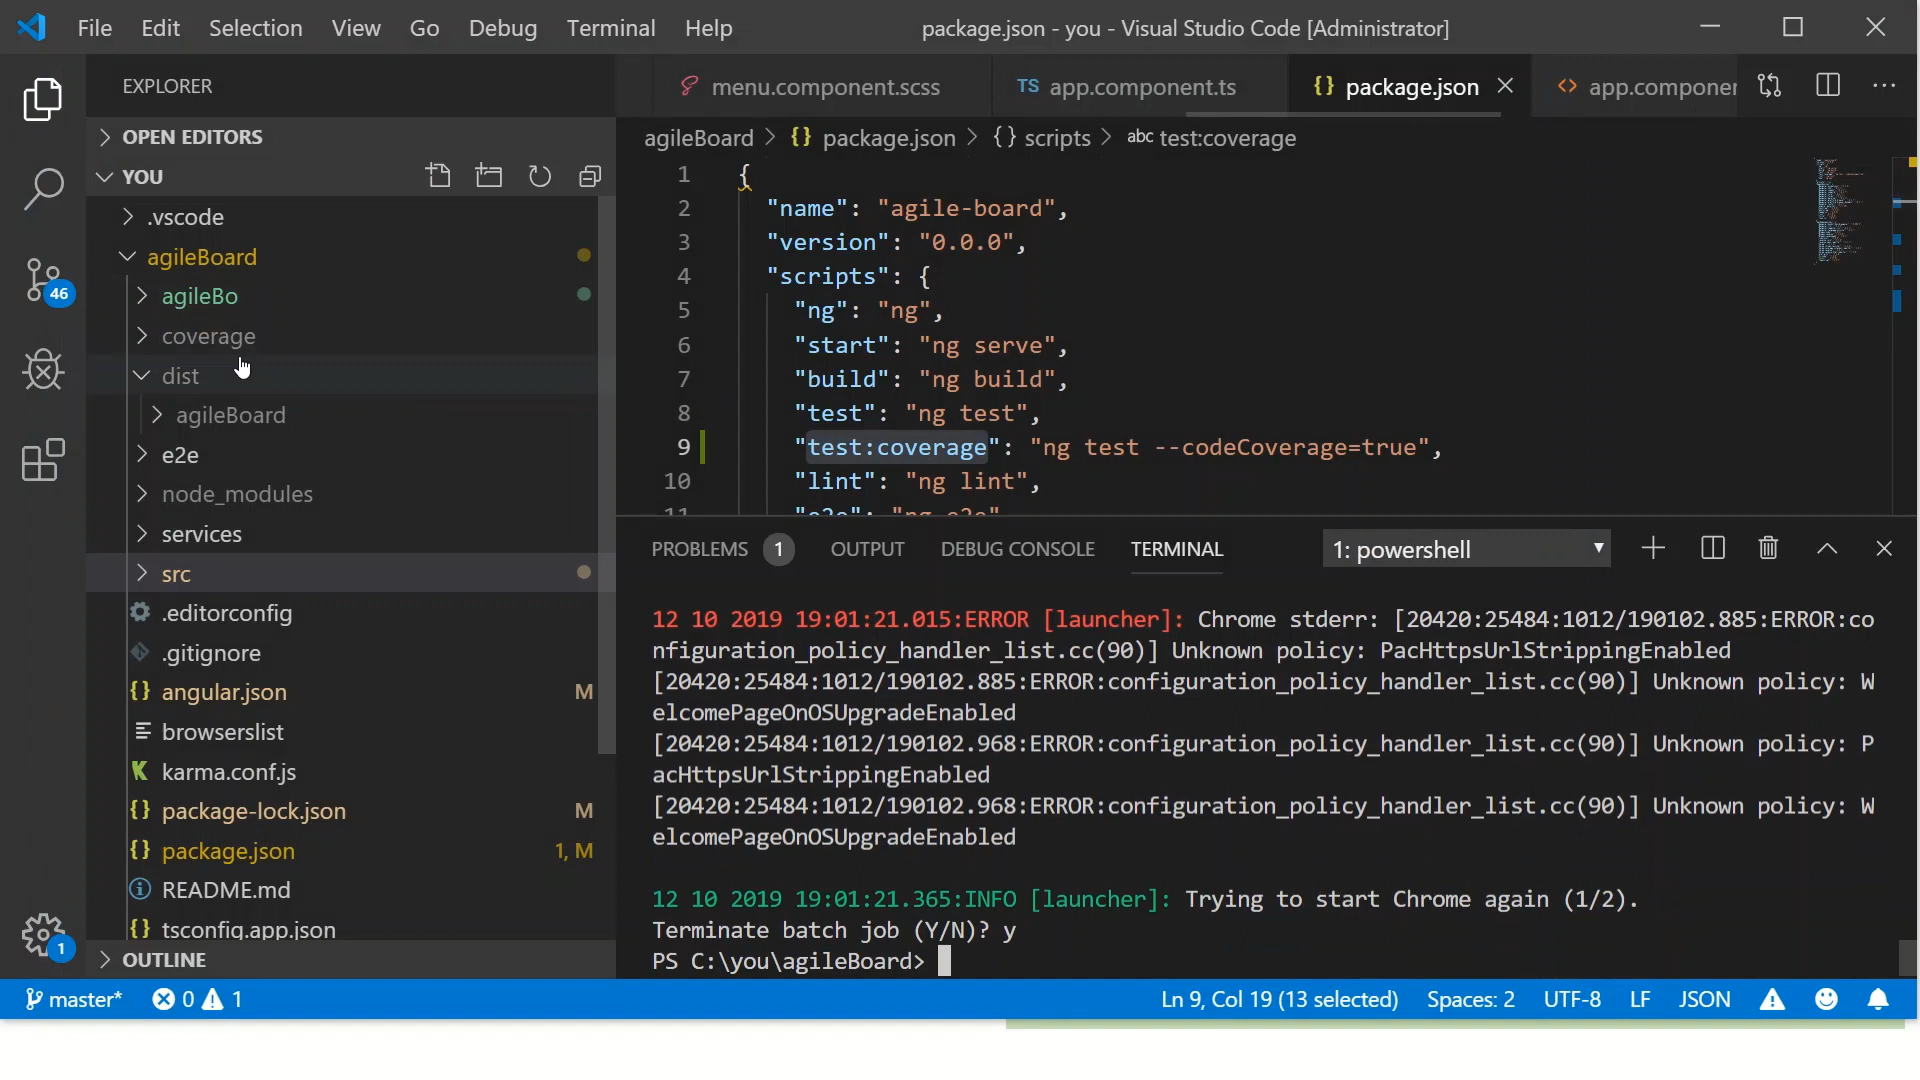 File Edit Selection View Go Debug Terminal Help package.json - you - Visual Studio Code [Administrator]
EXPLORER
menu.component.scss TS app.component.ts {} package.json <> app.componen
OPEN EDITORS
YOU
agileBoard > {} package.json > {} scripts > abc test:coverage
.vscode
agileBoard
agileBo
coverage
dist
agileBoard
e2e
node_modules
services
src
.editorconfig
.gitignore
{} angular.json M
browserslist
karma.conf.js
{} package-lock.json M
{} package.json 1, M
README.md
{} tsconfig.app.json
OUTLINE
46
1
1 {
2 "name": "agile-board",
3 "version": "0.0.0",
4 "scripts": {
5 "ng": "ng",
6 "start": "ng serve",
7 "build": "ng build",
8 "test": "ng test",
9 "test:coverage": "ng test --codeCoverage=true",
10 "lint": "ng lint",
11 "e2e": "ng e2e"
PROBLEMS 1 OUTPUT DEBUG CONSOLE TERMINAL 1: powershell
12 10 2019 19:01:21.015:ERROR [launcher]: Chrome stderr: [20420:25484:1012/190102.885:ERROR:co
nfiguration_policy_handler_list.cc(90)] Unknown policy: PacHttpsUrlStrippingEnabled
[20420:25484:1012/190102.885:ERROR:configuration_policy_handler_list.cc(90)] Unknown policy: W
elcomePageOnOSUpgradeEnabled
[20420:25484:1012/190102.968:ERROR:configuration_policy_handler_list.cc(90)] Unknown policy: P
acHttpsUrlStrippingEnabled
[20420:25484:1012/190102.968:ERROR:configuration_policy_handler_list.cc(90)] Unknown policy: W
elcomePageOnOSUpgradeEnabled
12 10 2019 19:01:21.365:INFO [launcher]: Trying to start Chrome again (1/2).
Terminate batch job (Y/N)? y
PS C:\you\agileBoard>
master* 0 1 Ln 9, Col 19 (13 selected) Spaces: 2 UTF-8 LF JSON